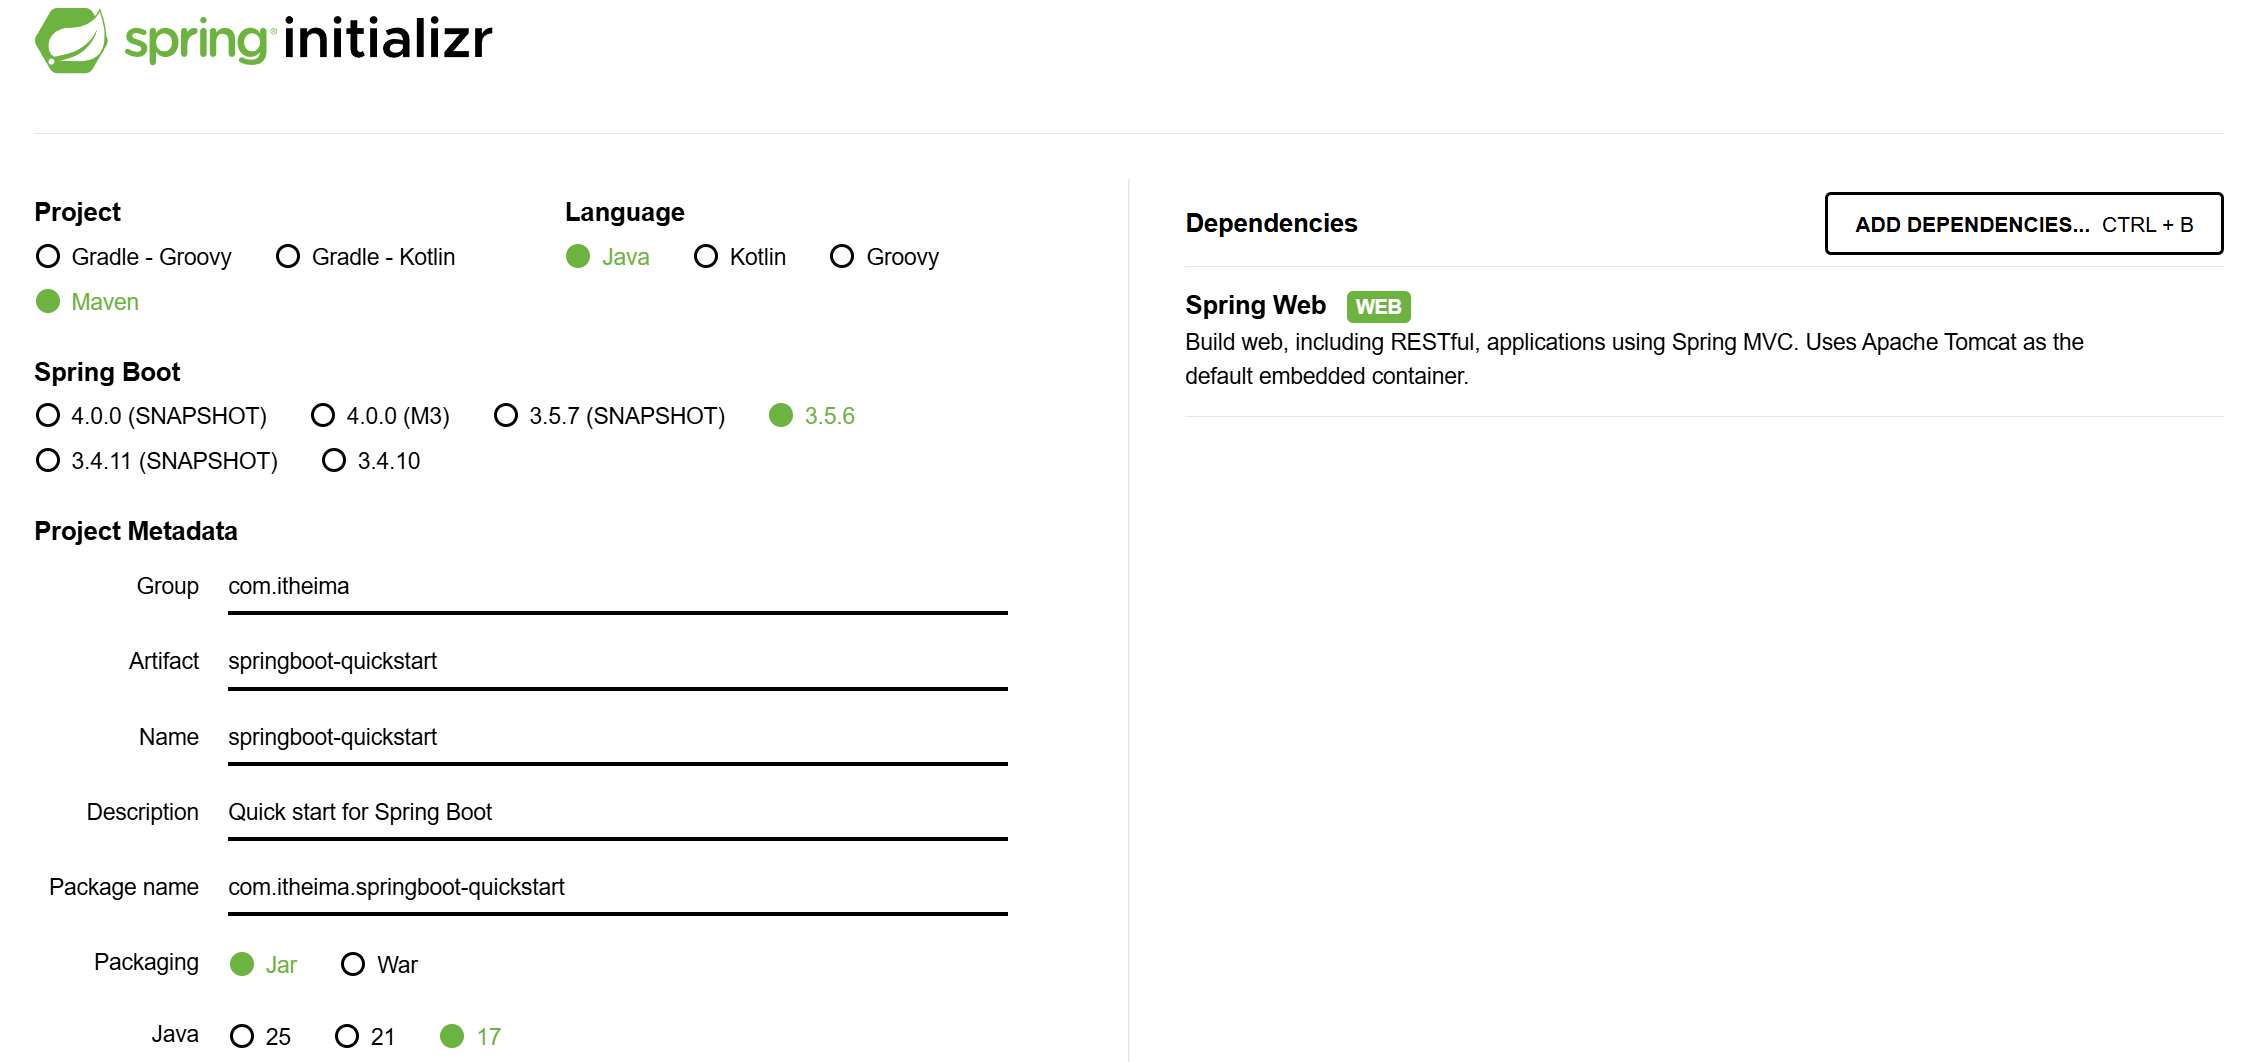 spring initializr
Project
Gradle - Groovy Gradle - Kotlin
Maven
Language
Java Kotlin Groovy
Spring Boot
4.0.0 (SNAPSHOT) 4.0.0 (M3) 3.5.7 (SNAPSHOT) 3.5.6
3.4.11 (SNAPSHOT) 3.4.10
Project Metadata
Group com.itheima
Artifact springboot-quickstart
Name springboot-quickstart
Description Quick start for Spring Boot
Package name com.itheima.springboot-quickstart
Packaging Jar War
Java 25 21 17
Dependencies
ADD DEPENDENCIES... CTRL + B
Spring Web WEB
Build web, including RESTful, applications using Spring MVC. Uses Apache Tomcat as the
default embedded container.